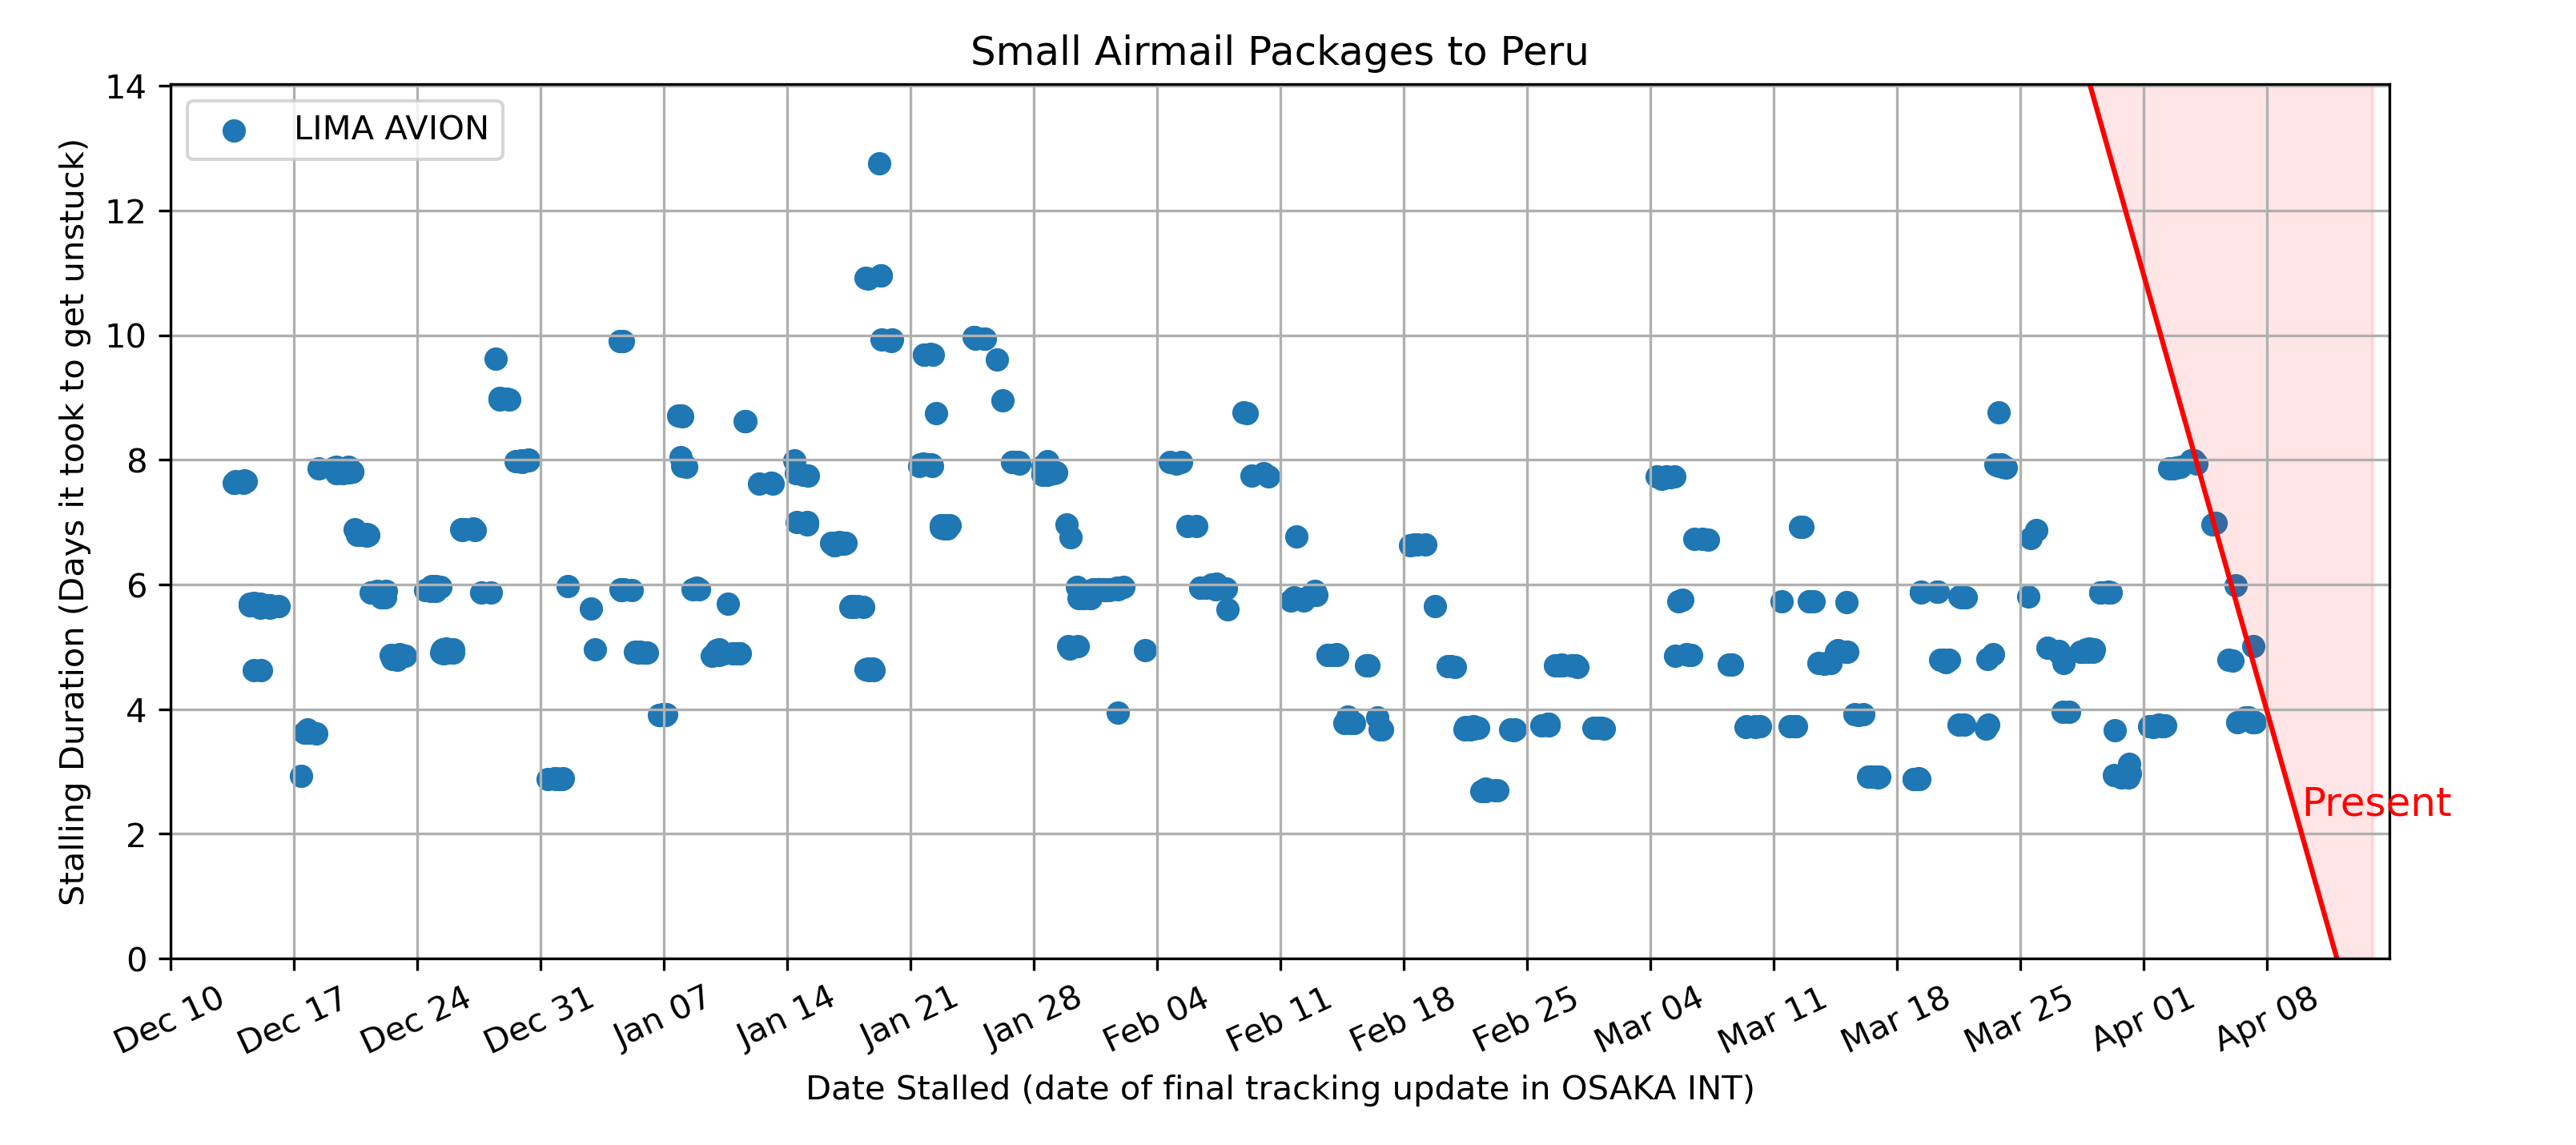 Small Airmail Packages to Peru
LIMA AVION
Stalling Duration (Days it took to get unstuck)
14
12
10
8
6
4
2
0
Present
Dec 10
Dec 17
Dec 24
Dec 31
Jan 07
Jan 14
Jan 21
Jan 28
Feb 04
Feb 11
Feb 18
Feb 25
Mar 04
Mar 11
Mar 18
Mar 25
Apr 01
Apr 08
Date Stalled (date of final tracking update in OSAKA INT)